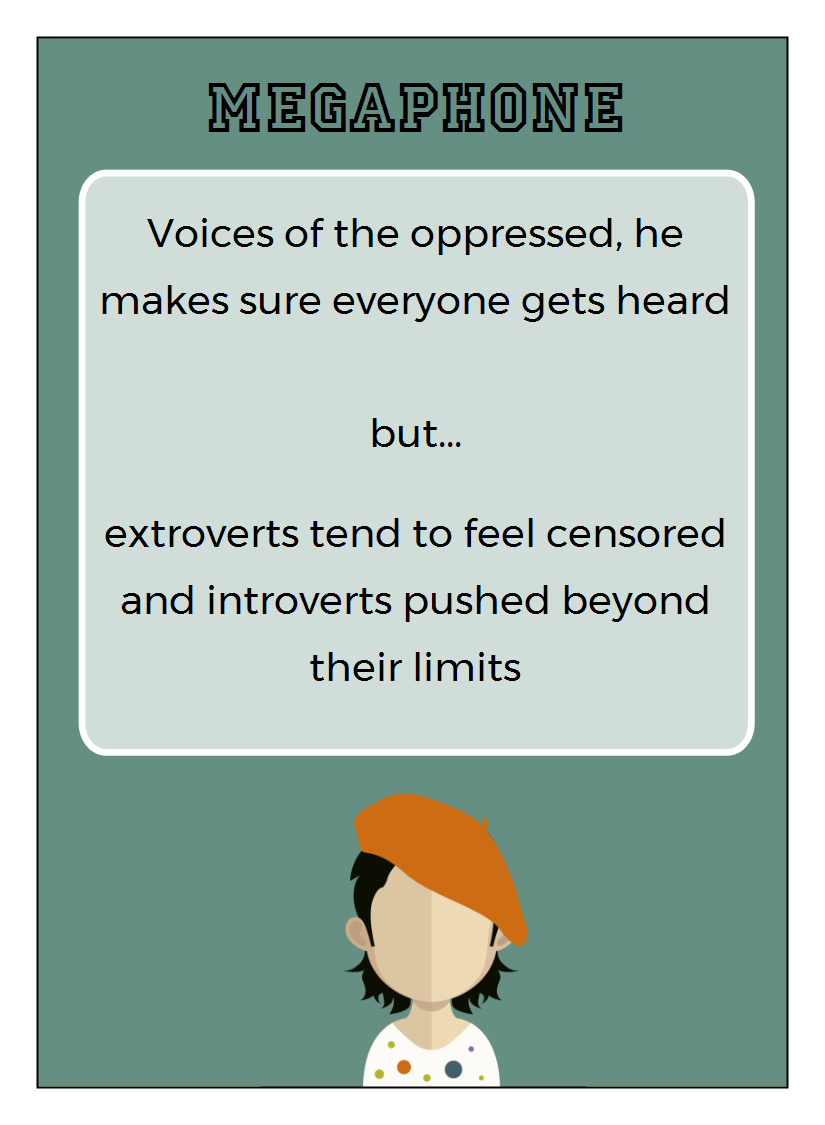 MEGAPHONE
Voices of the oppressed, he
makes sure everyone gets heard
but...
extroverts tend to feel censored
and introverts pushed beyond
their limits